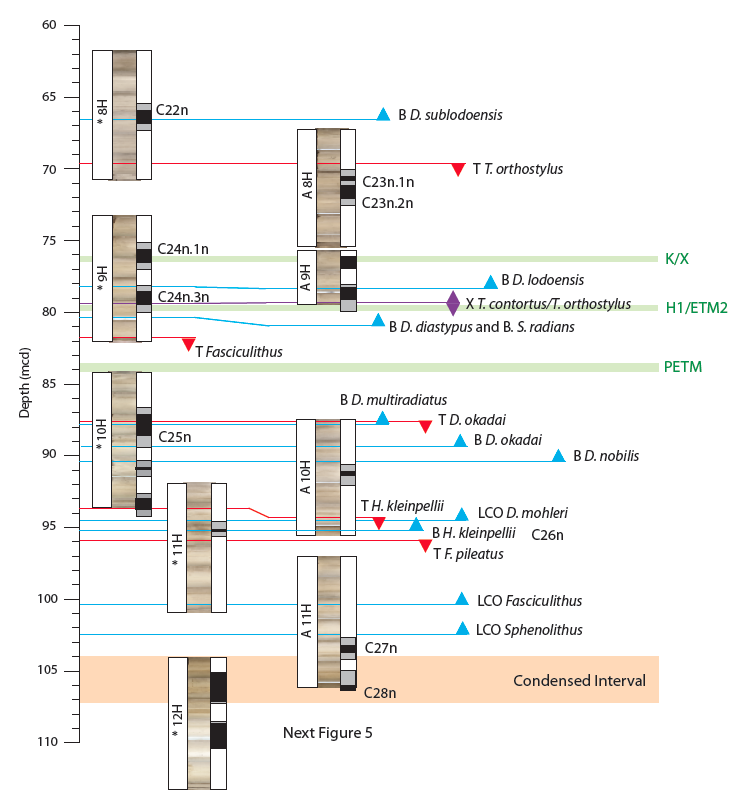 60
65
70
75
80
85
90
95
100
105
110
Depth (mcd)
* 8H
C22n
B D. sublodoensis
A 8H
T T. orthostylus
C23n.1n
C23n.2n
* 9H
C24n.1n
A 9H
K/X
B D. lodoensis
C24n.3n
X T. contortus/T. orthostylus
H1/ETM2
B D. diastypus and B. S. radians
T Fasciculithus
PETM
* 10H
B D. multiradiatus
T D. okadai
C25n
A 10H
B D. okadai
B D. nobilis
* 11H
T H. kleinpellii
LCO D. mohleri
B H. kleinpellii
C26n
T F. pileatus
A 11H
LCO Fasciculithus
LCO Sphenolithus
C27n
C28n
Condensed Interval
* 12H
Next Figure 5